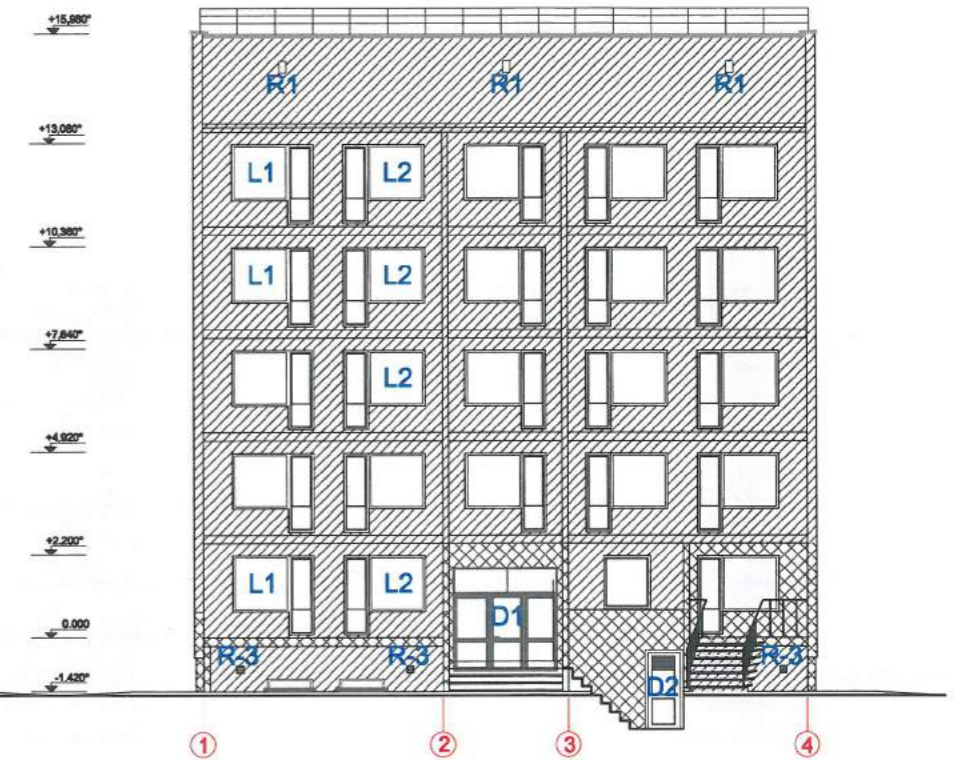 +15,980"
R1 R1 R1
+13,080"
L1 L2
+10,360"
L1 L2
+7,640"
L2
+4,920"
+2,200"
L1 L2
D1
0.000
R-3 R-3 R-3
-1.420"
D2
1 2 3 4